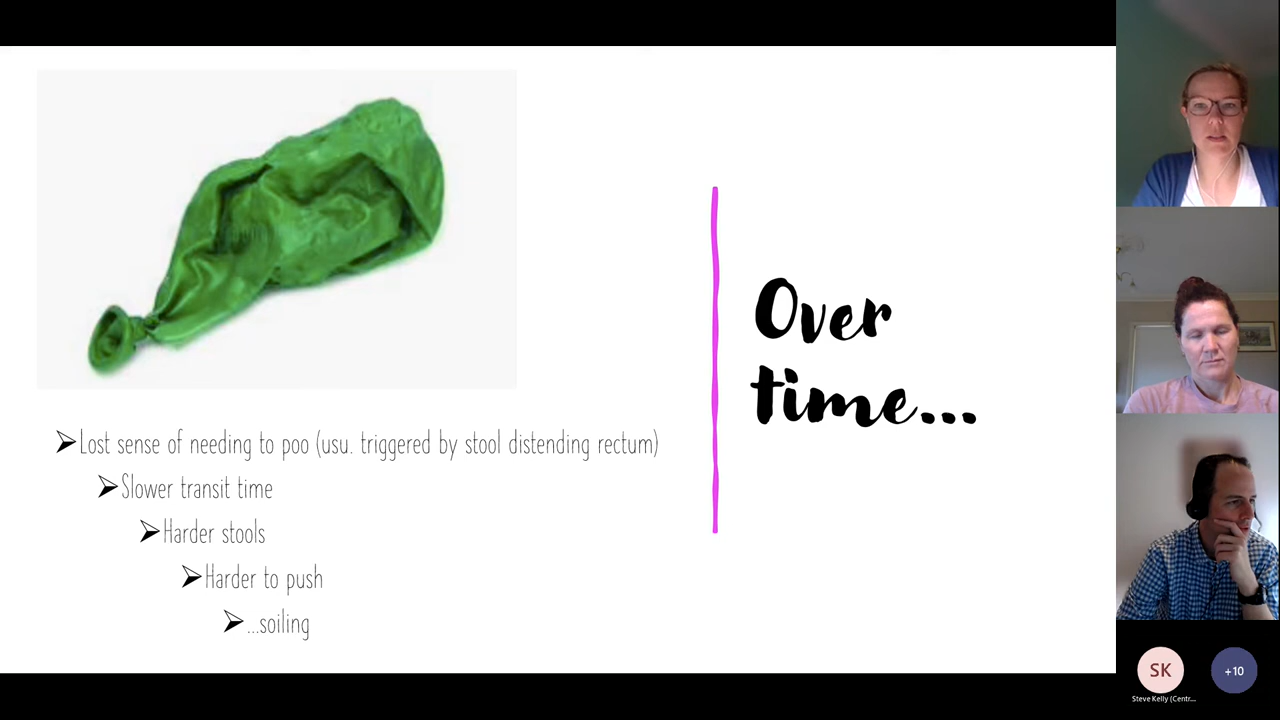 Over
time...
Lost sense of needing to poo (usu. triggered by stool distending rectum)
Slower transit time
Harder stools
Harder to push
...soiling
SK
+10
Steve Kelly (Centr...